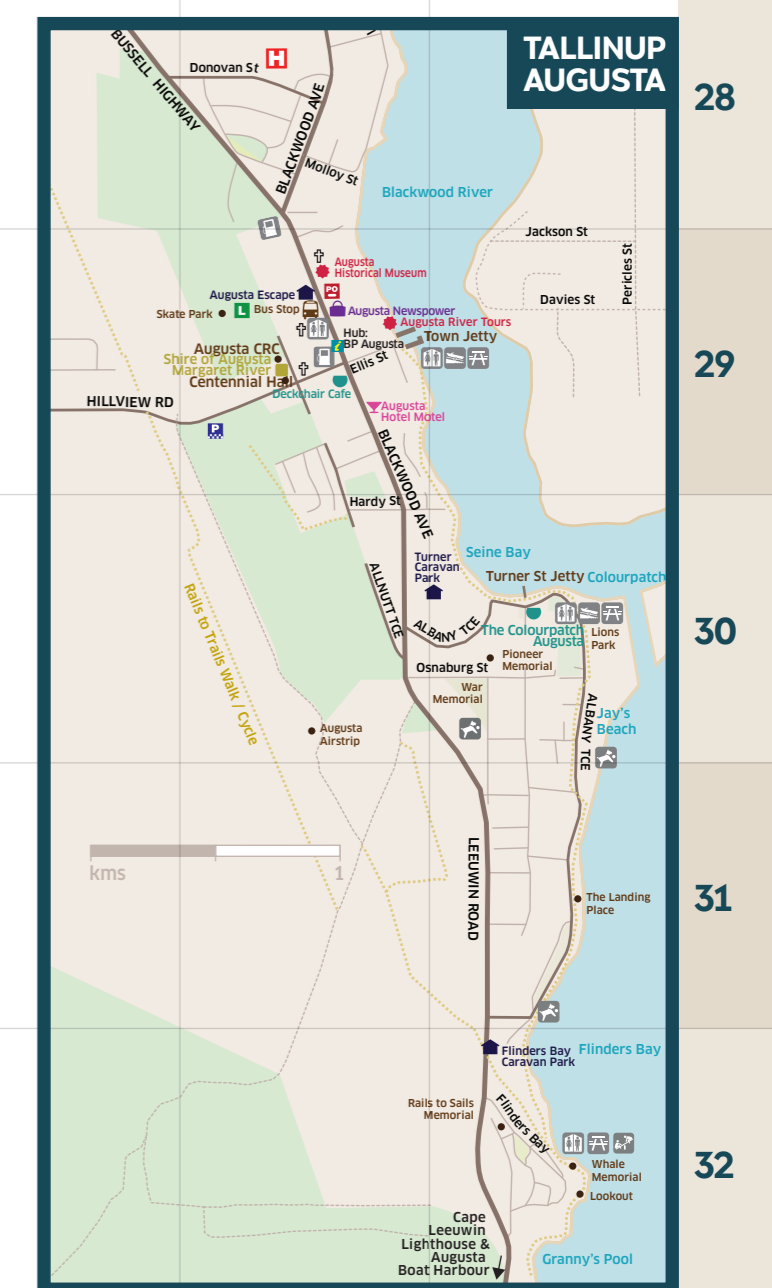 TALLINUP
AUGUSTA
28
BUSSELL HIGHWAY
Donovan St
H
BLACKWOOD AVE
Molloy St
Blackwood River
Jackson St
Pericles St
Davies St
29
Augusta
Historical Museum
Augusta Escape
PO
Skate Park
L
Bus Stop
Augusta Newspower
Augusta River Tours
Town Jetty
Hub:
BP Augusta
i
Augusta CRC
Shire of Augusta
Margaret River
Centennial Hall
Ellis St
Deckchair Cafe
HILLVIEW RD
P
Augusta
Hotel Motel
BLACKWOOD AVE
Hardy St
30
Seine Bay
Turner
Caravan
Park
Turner St Jetty
Colourpatch
ALLNUTT TCE
ALBANY TCE
The Colourpatch
Augusta
Lions
Park
Rails to Trails Walk / Cycle
Osnaburg St
Pioneer
Memorial
War
Memorial
ALBANY TCE
Jay's
Beach
Augusta
Airstrip
31
kms
1
LEEUWIN ROAD
The Landing
Place
32
Flinders Bay
Caravan Park
Flinders Bay
Rails to Sails
Memorial
Flinders Bay
Whale
Memorial
Lookout
Cape
Leeuwin
Lighthouse &
Augusta
Boat Harbour
Granny's Pool